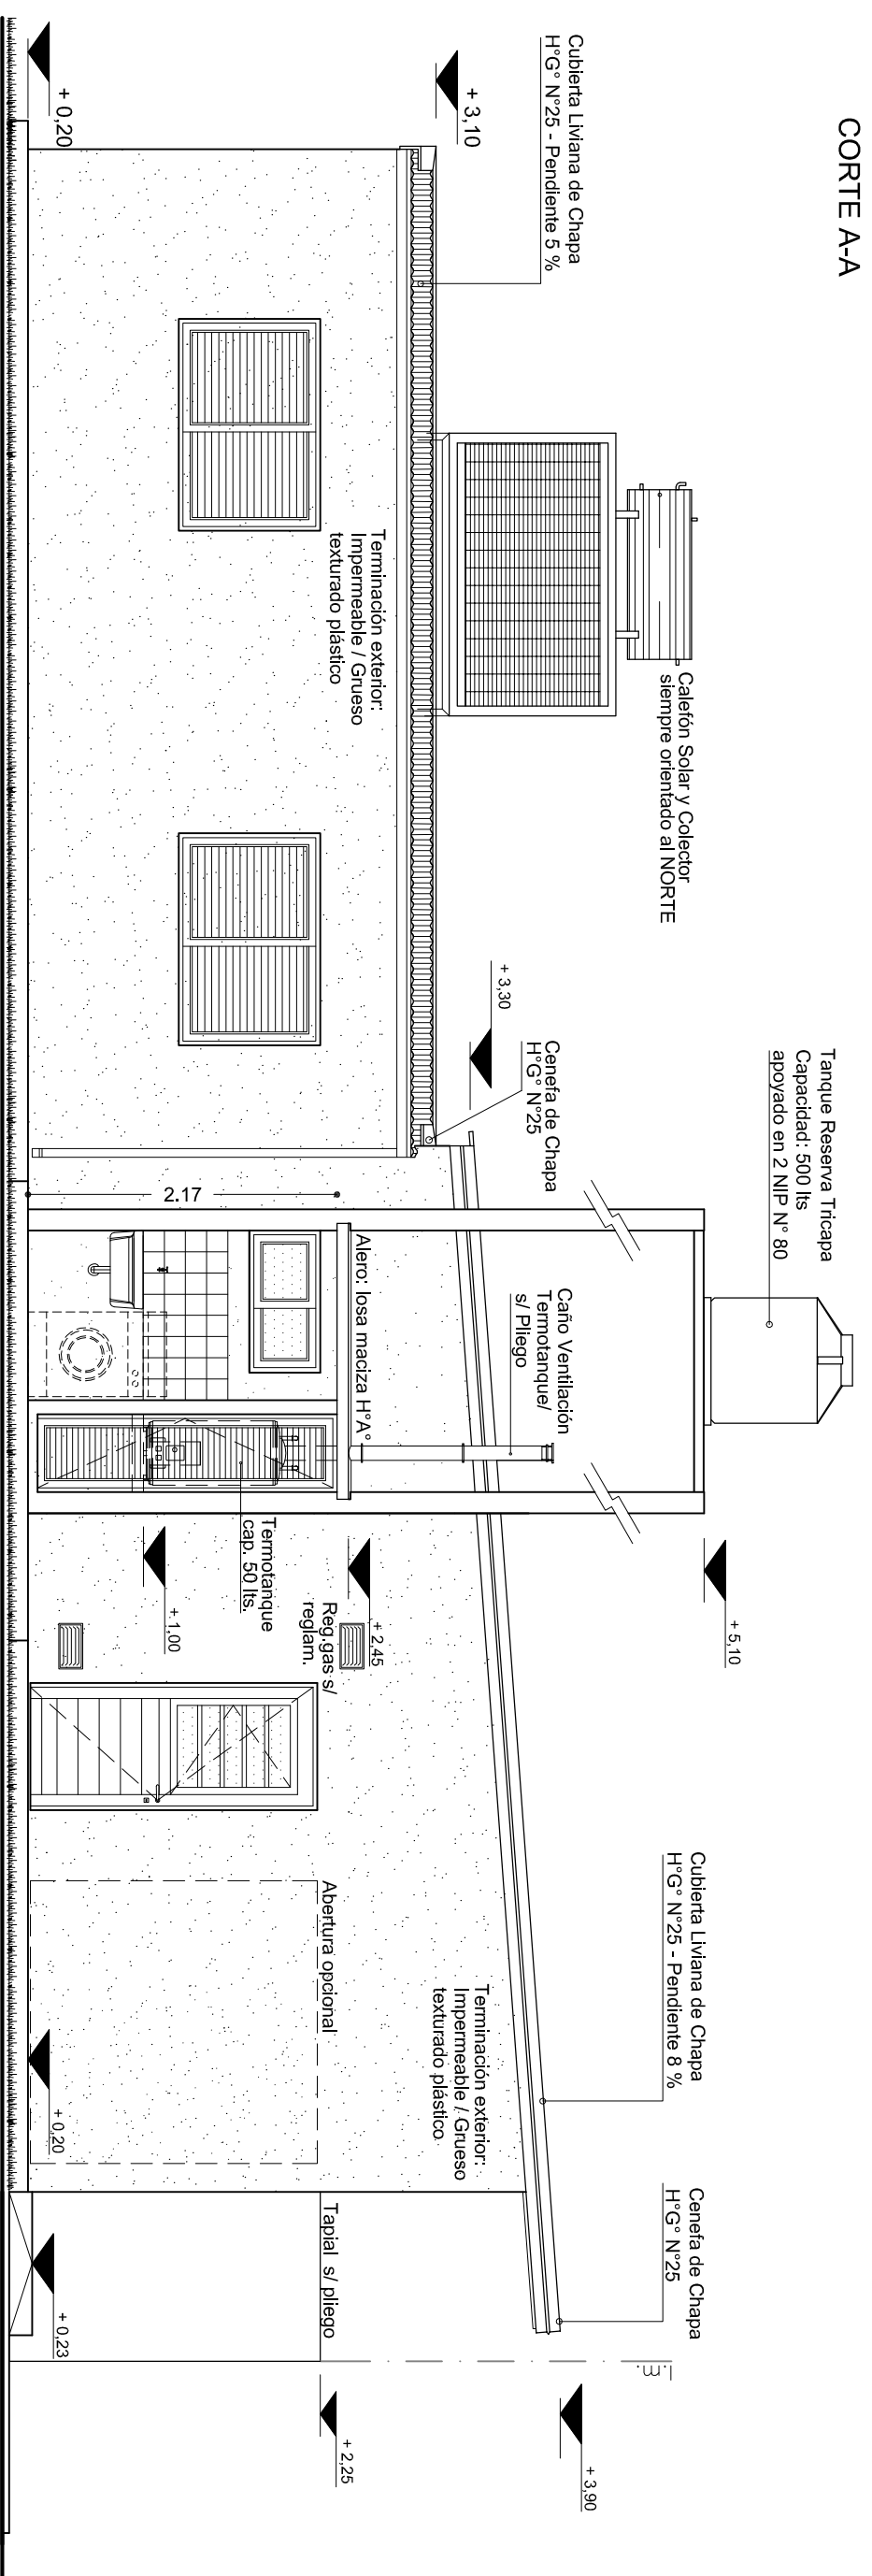 CORTE A-A
Cubierta Liviana de Chapa
H°G° N°25 - Pendiente 5 %
+ 3,10
+ 0,20
Calefón Solar y Colector
siempre orientado al NORTE
Terminación exterior:
Impermeable / Grueso
texturado plástico
+ 3,30
Cenefa de Chapa
H°G° N°25
Tanque Reserva Tricapa
Capacidad: 500 lts
apoyado en 2 NIP N° 80
2.17
Alero: losa maciza H°A°
Caño Ventilación
Termotanque/
s/ Pliego
Termotanque
cap. 50 lts.
+ 5,10
+ 2,45
+ 1,00
Reg.gas s/
reglam.
Cubierta Liviana de Chapa
H°G° N°25 - Pendiente 8 %
Terminación exterior:
Impermeable / Grueso
texturado plástico
Abertura opcional
+ 0,20
Cenefa de Chapa
H°G° N°25
Tapial s/ pliego
+ 0,23
+ 2,25
+ 3,90